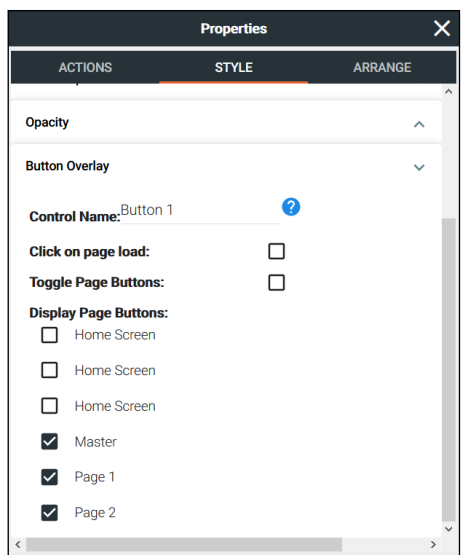 Properties
ACTIONS STYLE ARRANGE
Opacity
Button Overlay
Control Name: Button 1 ?
Click on page load:
Toggle Page Buttons:
Display Page Buttons:
Home Screen
Home Screen
Home Screen
Master
Page 1
Page 2